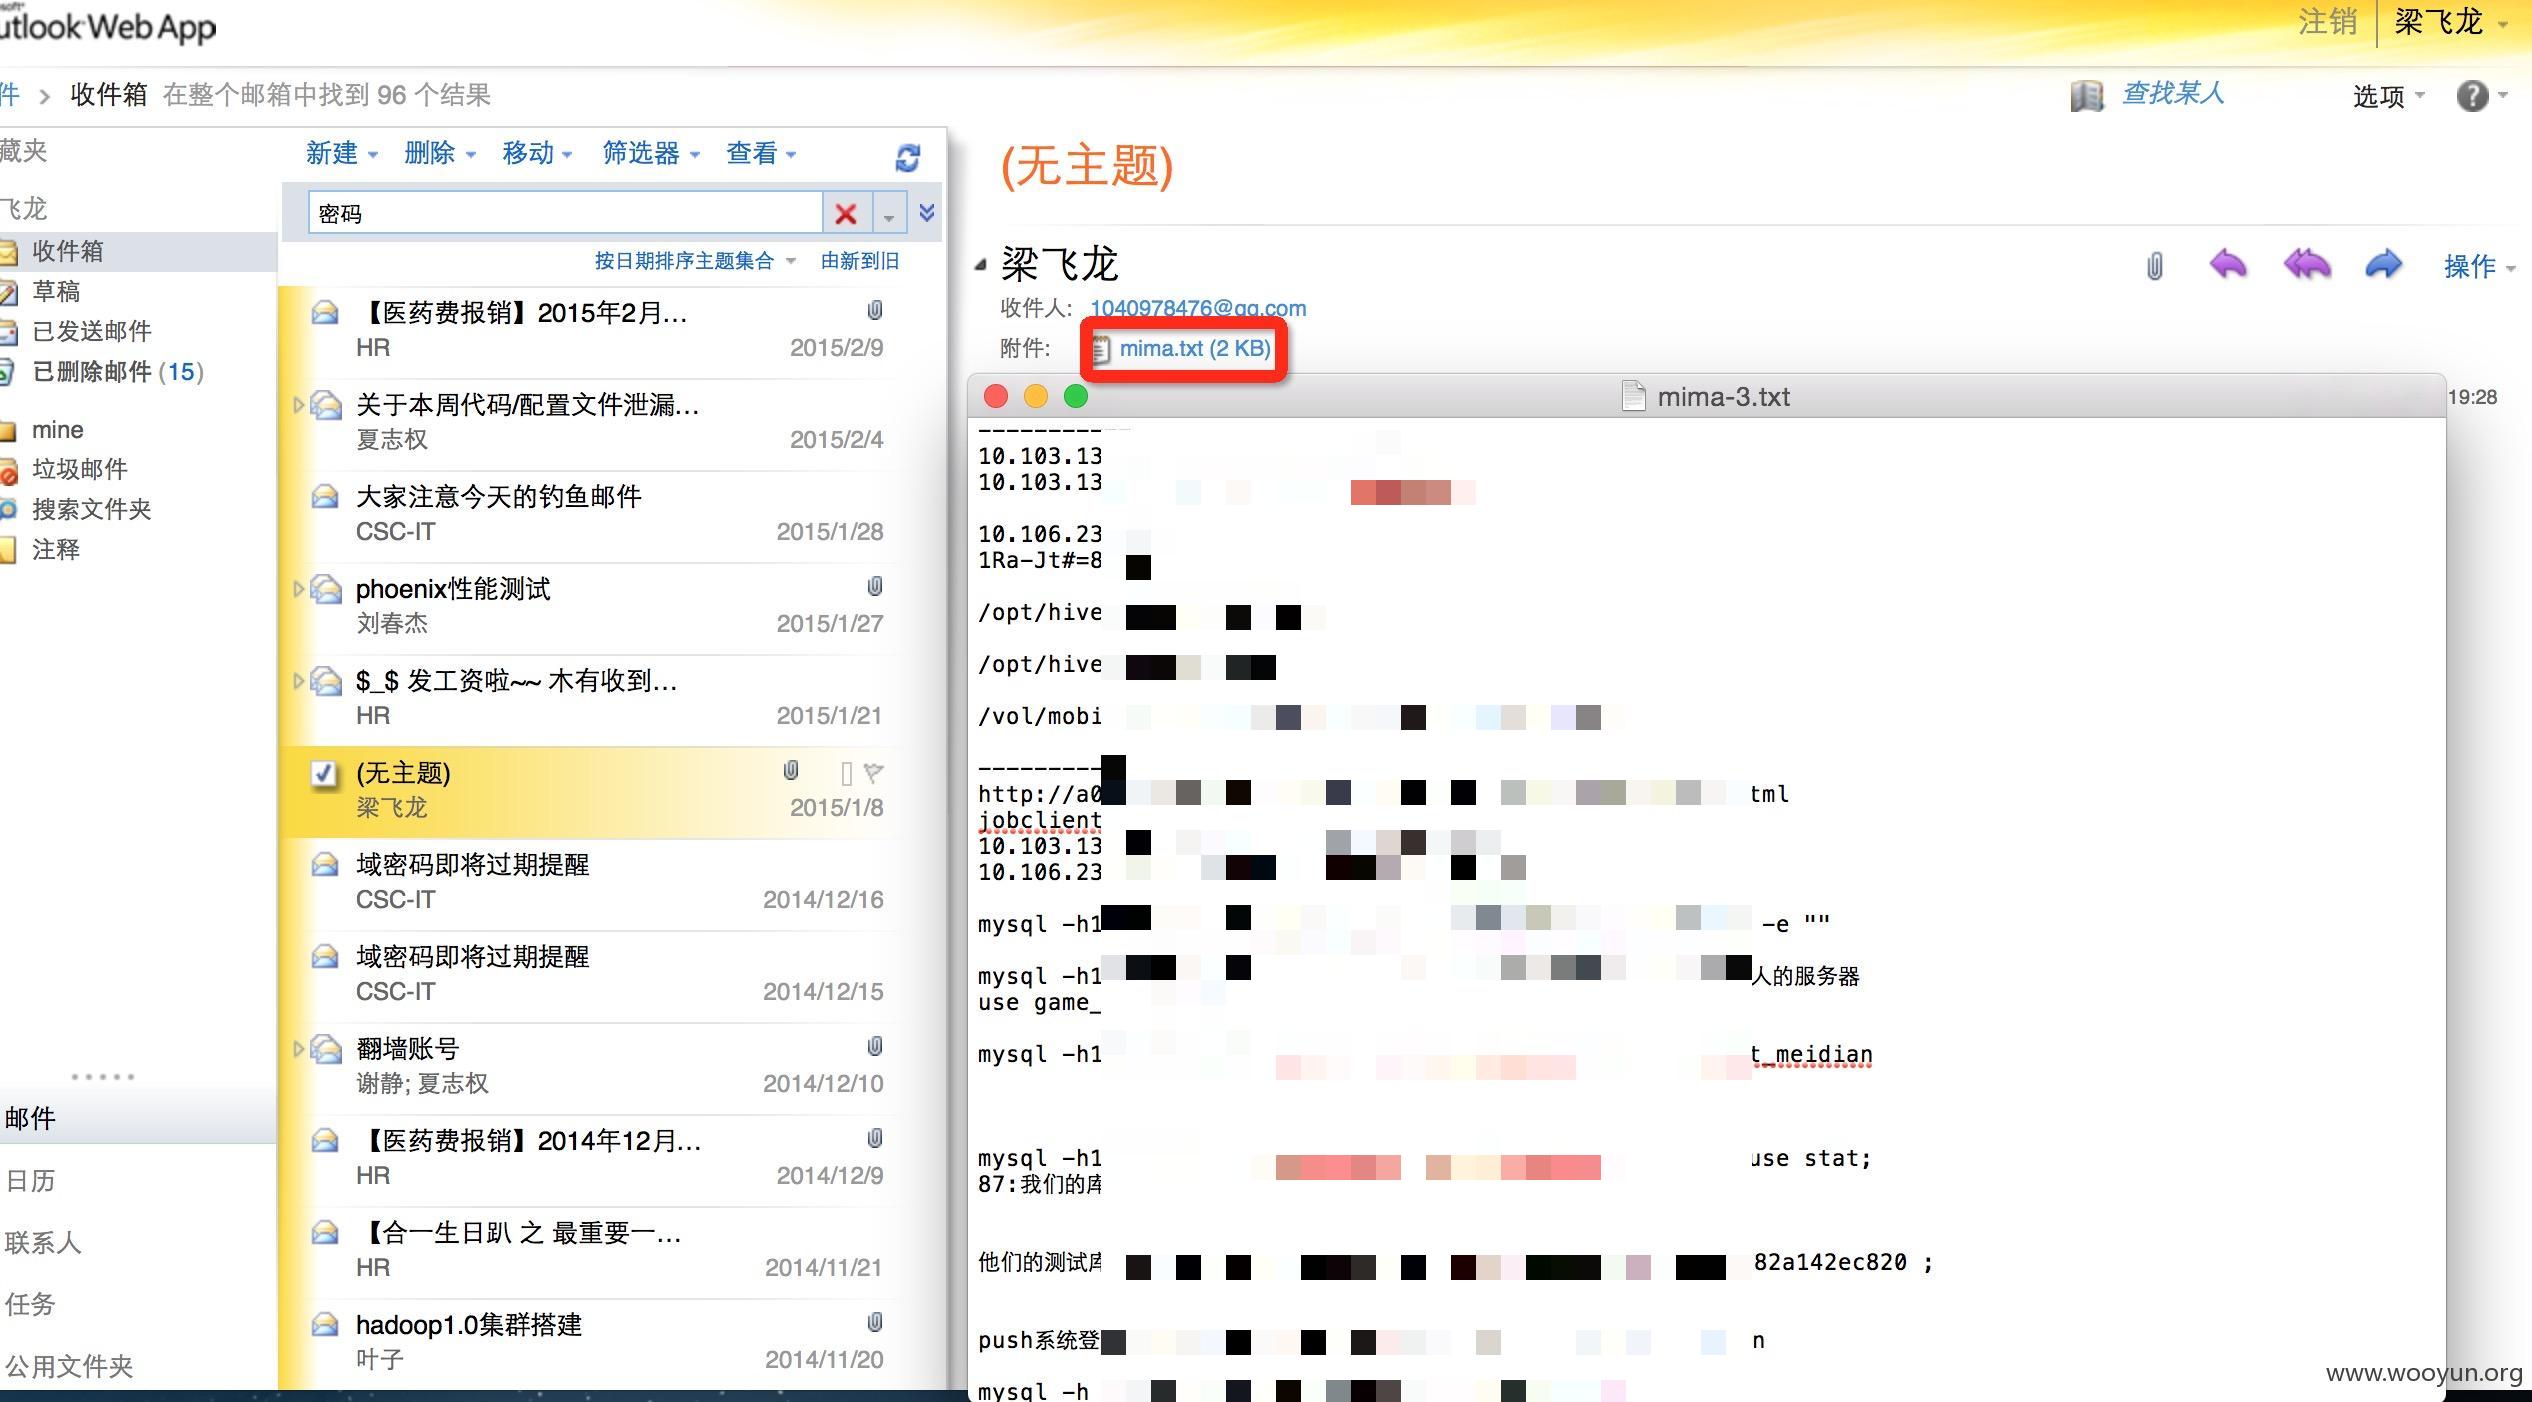 soft®
utlook Web App
注销
梁飞龙
件 > 收件箱 在整个邮箱中找到 96 个结果
查找某人
选项
藏夹
飞龙
收件箱
草稿
已发送邮件
已删除邮件 (15)
mine
垃圾邮件
搜索文件夹
注释
邮件
日历
联系人
任务
公用文件夹
新建 删除 移动 筛选器 查看
密码
按日期排序主题集合 由新到旧
【医药费报销】2015年2月...
HR 2015/2/9
关于本周代码/配置文件泄漏...
夏志权 2015/2/4
大家注意今天的钓鱼邮件
CSC-IT 2015/1/28
phoenix性能测试
刘春杰 2015/1/27
$_$ 发工资啦~~ 木有收到...
HR 2015/1/21
(无主题)
梁飞龙 2015/1/8
域密码即将过期提醒
CSC-IT 2014/12/16
域密码即将过期提醒
CSC-IT 2014/12/15
翻墙账号
谢静; 夏志权 2014/12/10
【医药费报销】2014年12月...
HR 2014/12/9
【合一生日趴 之 最重要一...
HR 2014/11/21
hadoop1.0集群搭建
叶子 2014/11/20
(无主题)
梁飞龙
操作
收件人: 1040978476@qq.com
附件: mima.txt (2 KB)
mima-3.txt
19:28
----------
10.103.13
10.103.13
10.106.23
1Ra-Jt#=8
/opt/hive
/opt/hive
/vol/mobi
---------
http://a0 tml
jobclient
10.103.13
10.106.23
mysql -h1 -e ""
mysql -h1 人的服务器
use game_
mysql -h1 t_meidian
mysql -h1 use stat;
87:我们的库
他们的测试库 82a142ec820 ;
push系统登 n
mysql -h
www.wooyun.org